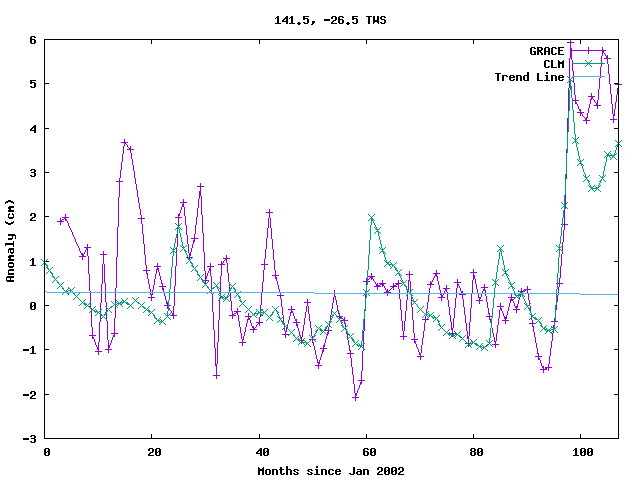 141.5, -26.5 TWS
GRACE
CLM
Trend Line
6
5
4
3
2
1
0
-1
-2
-3
Anomaly (cm)
0 20 40 60 80 100
Months since Jan 2002